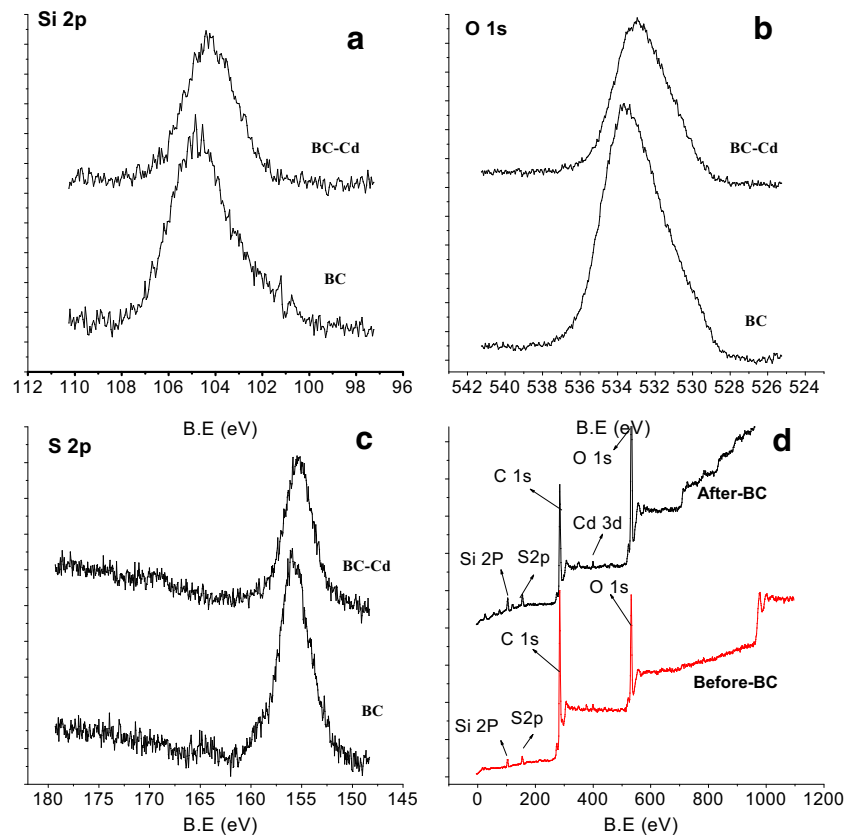 Si 2p
a
BC-Cd
BC
112 110 108 106 104 102 100 98 96
B.E (eV)
O 1s
b
BC-Cd
BC
542 540 538 536 534 532 530 528 526 524
B.E (eV)
S 2p
c
BC-Cd
BC
180 175 170 165 160 155 150 145
B.E (eV)
d
O 1s
C 1s
After-BC
Cd 3d
Si 2P
S2p
O 1s
C 1s
Before-BC
Si 2P
S2p
0 200 400 600 800 1000 1200
B.E (eV)